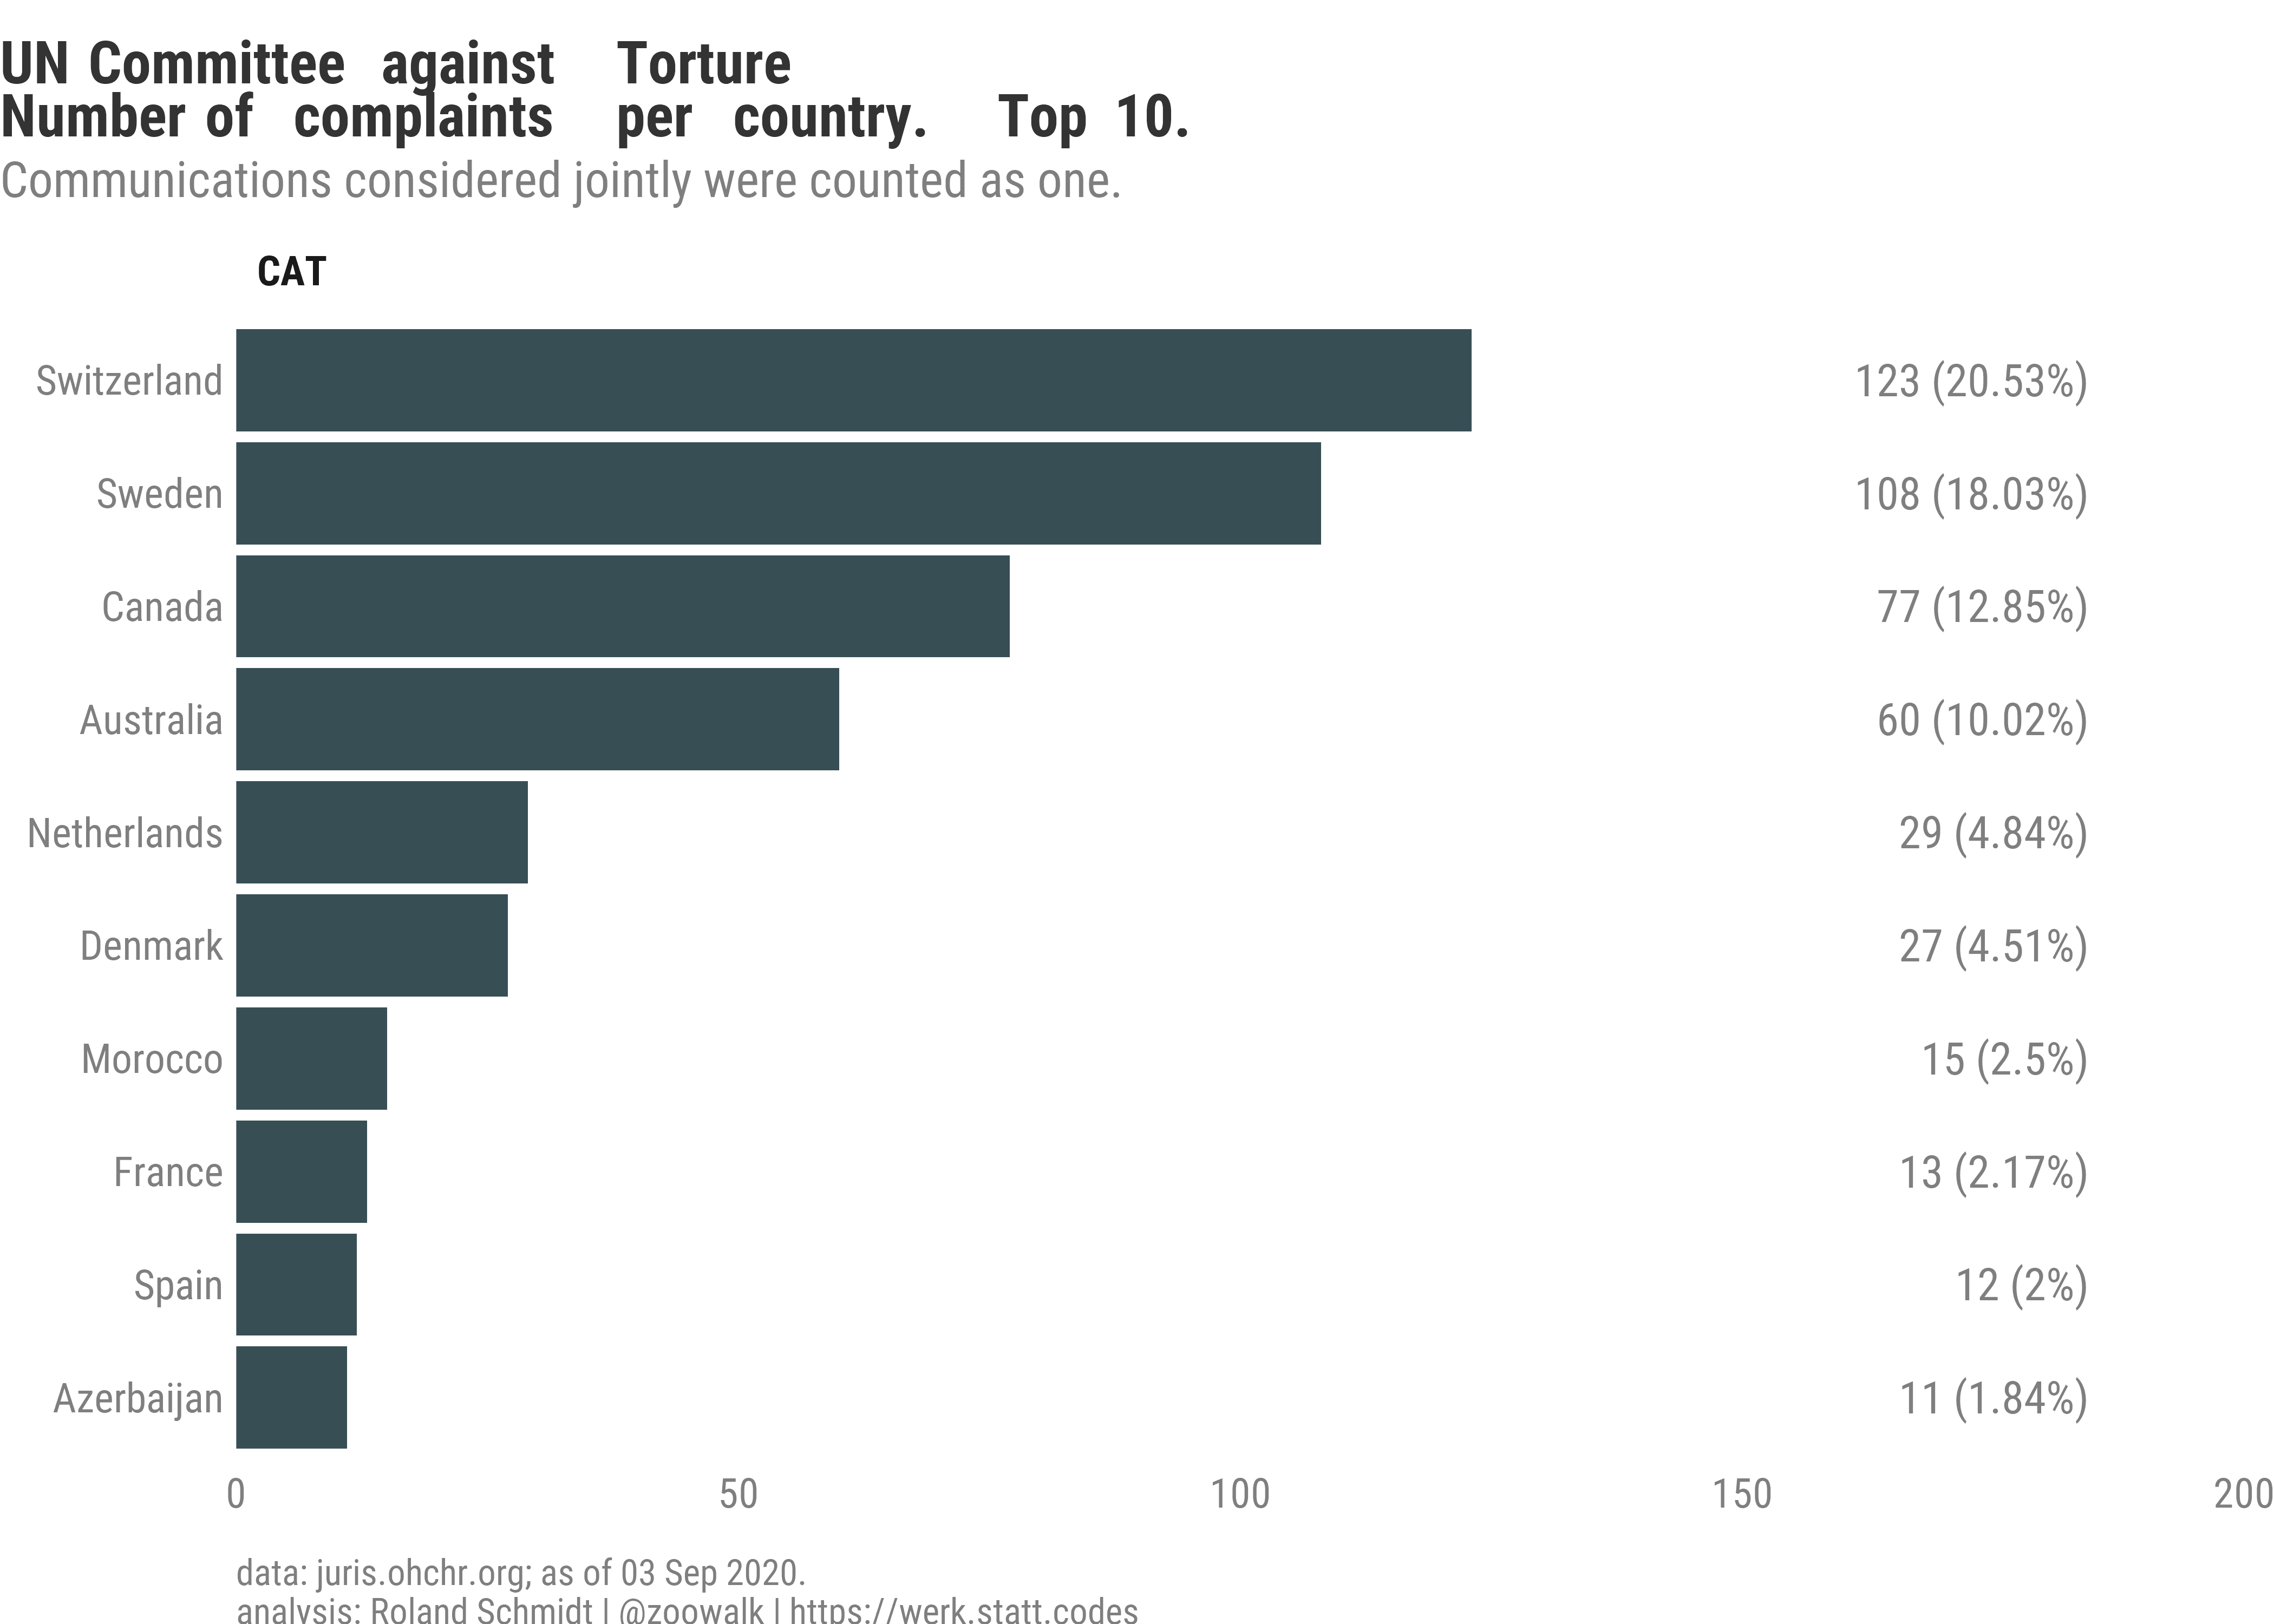 UN Committee against Torture
Number of complaints per country. Top 10.
Communications considered jointly were counted as one.
CAT
Switzerland 123 (20.53%)
Sweden 108 (18.03%)
Canada 77 (12.85%)
Australia 60 (10.02%)
Netherlands 29 (4.84%)
Denmark 27 (4.51%)
Morocco 15 (2.5%)
France 13 (2.17%)
Spain 12 (2%)
Azerbaijan 11 (1.84%)
0 50 100 150 200
data: juris.ohchr.org; as of 03 Sep 2020.
analysis: Roland Schmidt | @zoowalk | https://werk.statt.codes